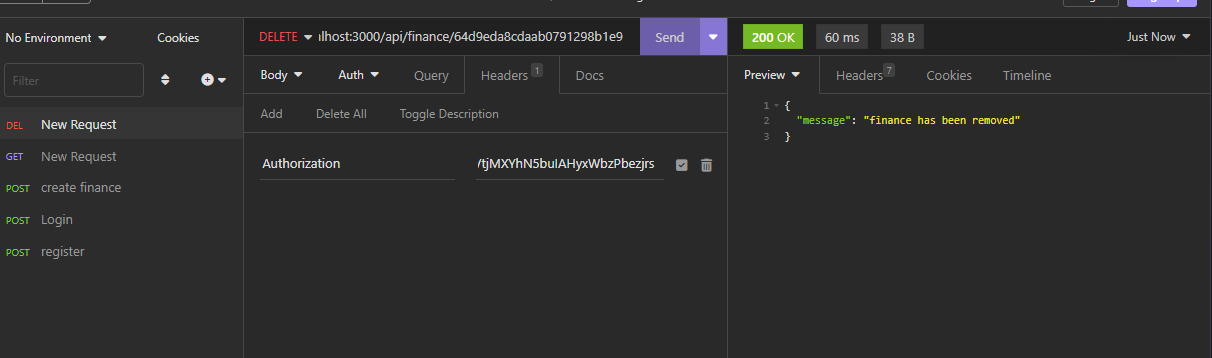 No Environment
Cookies
DELETE
lhost:3000/api/finance/64d9eda8cdaab0791298b1e9
Send
200 OK
60 ms
38 B
Just Now
Filter
Body
Auth
Query
Headers 1
Docs
Preview
Headers 7
Cookies
Timeline
Add
Delete All
Toggle Description
DEL New Request
GET New Request
POST create finance
POST Login
POST register
Authorization
tjMXYhN5buIAHyxWbzPbezjrs
1 {
2 "message": "finance has been removed"
3 }